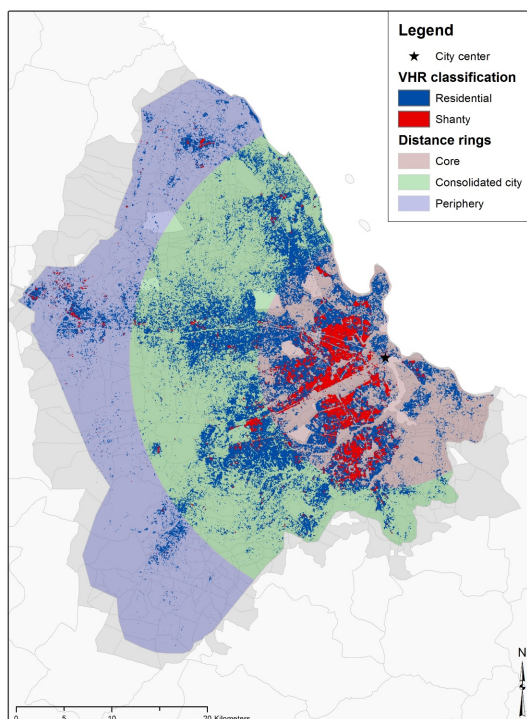 Legend
City center
VHR classification
Residential
Shanty
Distance rings
Core
Consolidated city
Periphery
N
0 5 10 20 Kilometers